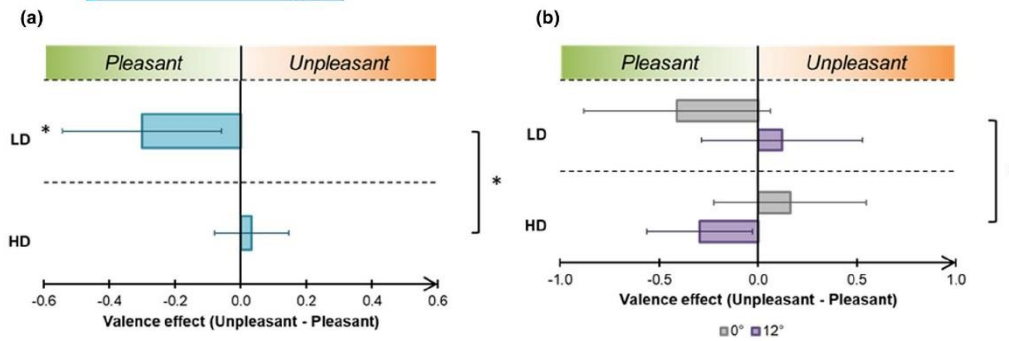 (a)
Pleasant Unpleasant
LD *
*
HD
-0.6 -0.4 -0.2 0.0 0.2 0.4 0.6
Valence effect (Unpleasant - Pleasant)
(b)
Pleasant Unpleasant
LD
HD
-1.0 -0.5 0.0 0.5 1.0
Valence effect (Unpleasant - Pleasant)
0° 12°